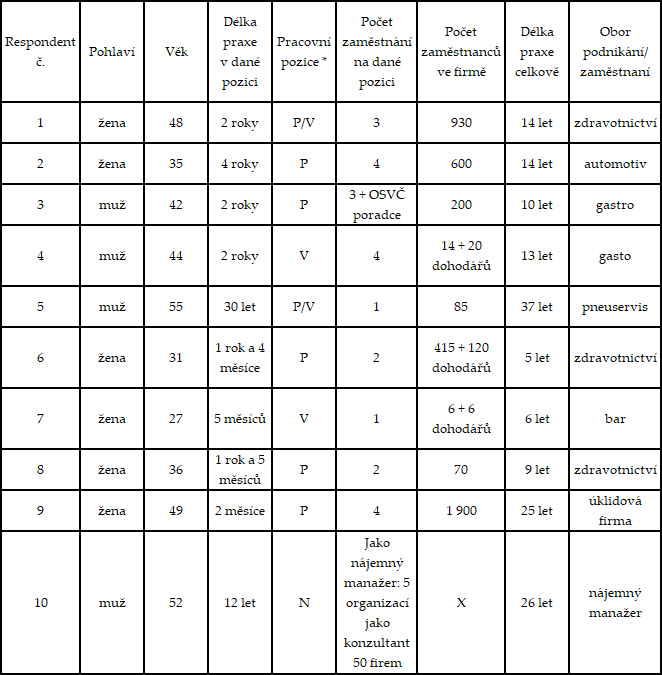 Respondent č. Pohlaví Věk Délka praxe v dané pozici Pracovní pozice * Počet zaměstnání na dané pozici Počet zaměstnanců ve firmě Délka praxe celkově Obor podnikání/ zaměstnaní
1 žena 48 2 roky P/V 3 930 14 let zdravotnictví
2 žena 35 4 roky P 4 600 14 let automotiv
3 muž 42 2 roky P 3 + OSVČ poradce 200 10 let gastro
4 muž 44 2 roky V 4 14 + 20 dohodářů 13 let gasto
5 muž 55 30 let P/V 1 85 37 let pneuservis
6 žena 31 1 rok a 4 měsíce P 2 415 + 120 dohodářů 5 let zdravotnictví
7 žena 27 5 měsíců V 1 6 + 6 dohodářů 6 let bar
8 žena 36 1 rok a 5 měsíců P 2 70 9 let zdravotnictví
9 žena 49 2 měsíce P 4 1 900 25 let úklidová firma
10 muž 52 12 let N Jako nájemný manažer: 5 organizací jako konzultant 50 firem X 26 let nájemný manažer